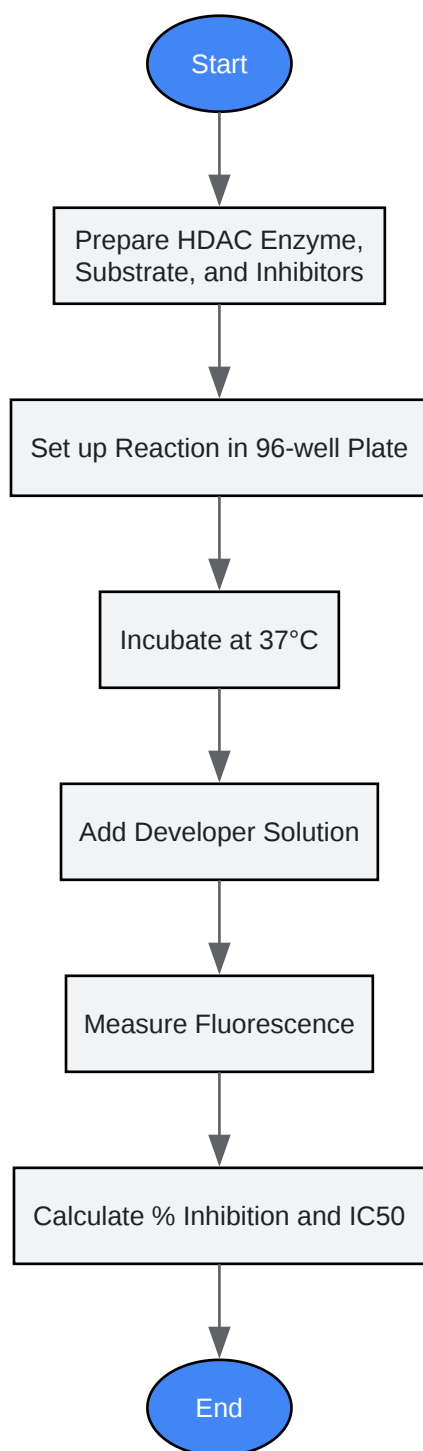 Start
Prepare HDAC Enzyme,
Substrate, and Inhibitors
Set up Reaction in 96-well Plate
Incubate at 37°C
Add Developer Solution
Measure Fluorescence
Calculate % Inhibition and IC50
End